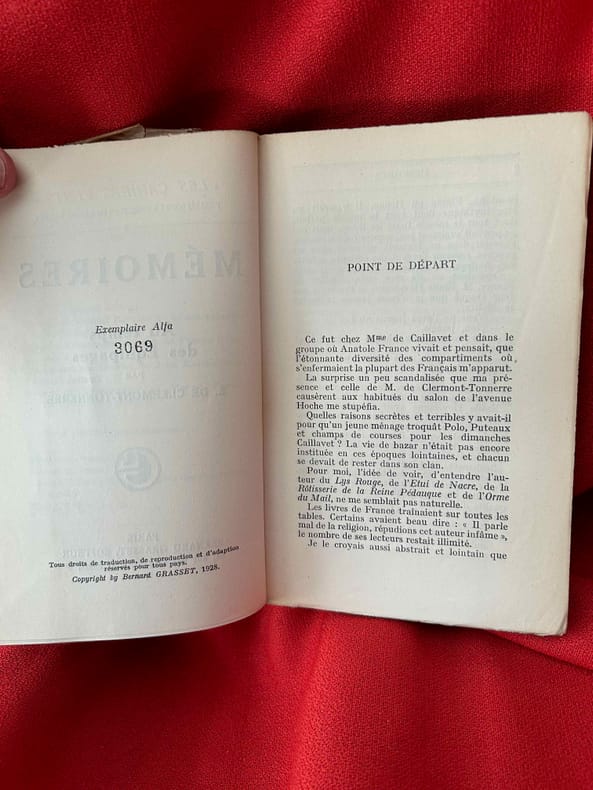 Exemplaire Alfa
3069
Tous droits de traduction, de reproduction et d'adaption
réservés pour tous pays.
Copyright by Bernard GRASSET, 1928.
POINT DE DÉPART
Ce fut chez Mme de Caillavet et dans le
groupe où Anatole France vivait et pensait, que
l'étonnante diversité des compartiments où
s'enfermaient la plupart des Français m'apparut.
La surprise un peu scandalisée que ma pré-
sence et celle de M. de Clermont-Tonnerre
causèrent aux habitués du salon de l'avenue
Hoche me stupéfia.
Quelles raisons secrètes et terribles y avait-il
pour qu'un jeune ménage troquât Polo, Puteaux
et champs de courses pour les dimanches
Caillavet ? La vie de bazar n'était pas encore
instituée en ces époques lointaines, et chacun
se devait de rester dans son clan.
Pour moi, l'idée de voir, d'entendre l'au-
teur du Lys Rouge, de l'Etui de Nacre, de la
Rôtisserie de la Reine Pédauque et de l'Orme
du Mail, ne me semblait pas naturelle.
Les livres de France traînaient sur toutes les
tables. Certains avaient beau dire : « Il parle
mal de la religion, répudions cet auteur infâme »,
le nombre de ses lecteurs restait illimité.
Je le croyais aussi abstrait et lointain que